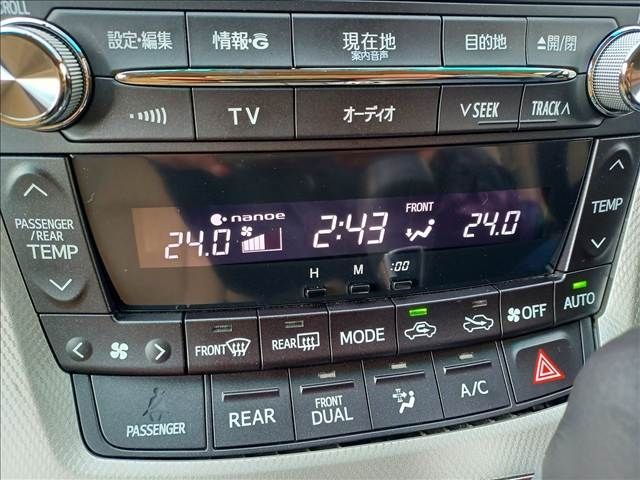 SCROLL
設定・編集
情報・G
現在地
案内音声
目的地
⏏開/閉
TV
オーディオ
∨ SEEK
TRACK ∧
PASSENGER
/REAR
TEMP
nanoe
24.0
2:43
FRONT
24.0
TEMP
H
M
:00
FRONT
REAR
MODE
OFF
AUTO
PASSENGER
REAR
FRONT
DUAL
A/C